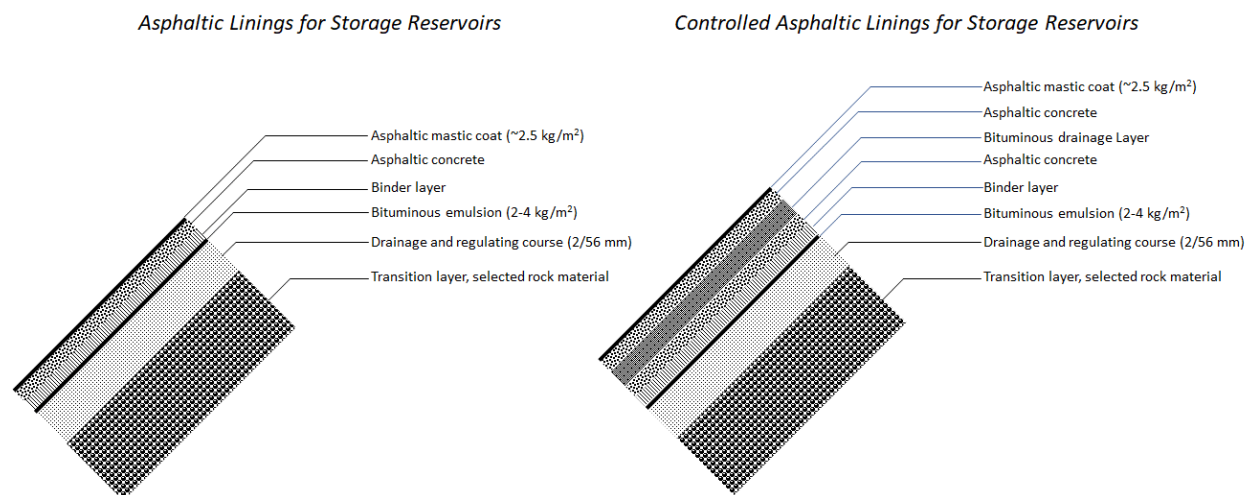 Asphaltic Linings for Storage Reservoirs
Asphaltic mastic coat (~2.5 kg/m²)
Asphaltic concrete
Binder layer
Bituminous emulsion (2-4 kg/m²)
Drainage and regulating course (2/56 mm)
Transition layer, selected rock material
Controlled Asphaltic Linings for Storage Reservoirs
Asphaltic mastic coat (~2.5 kg/m²)
Asphaltic concrete
Bituminous drainage Layer
Asphaltic concrete
Binder layer
Bituminous emulsion (2-4 kg/m²)
Drainage and regulating course (2/56 mm)
Transition layer, selected rock material